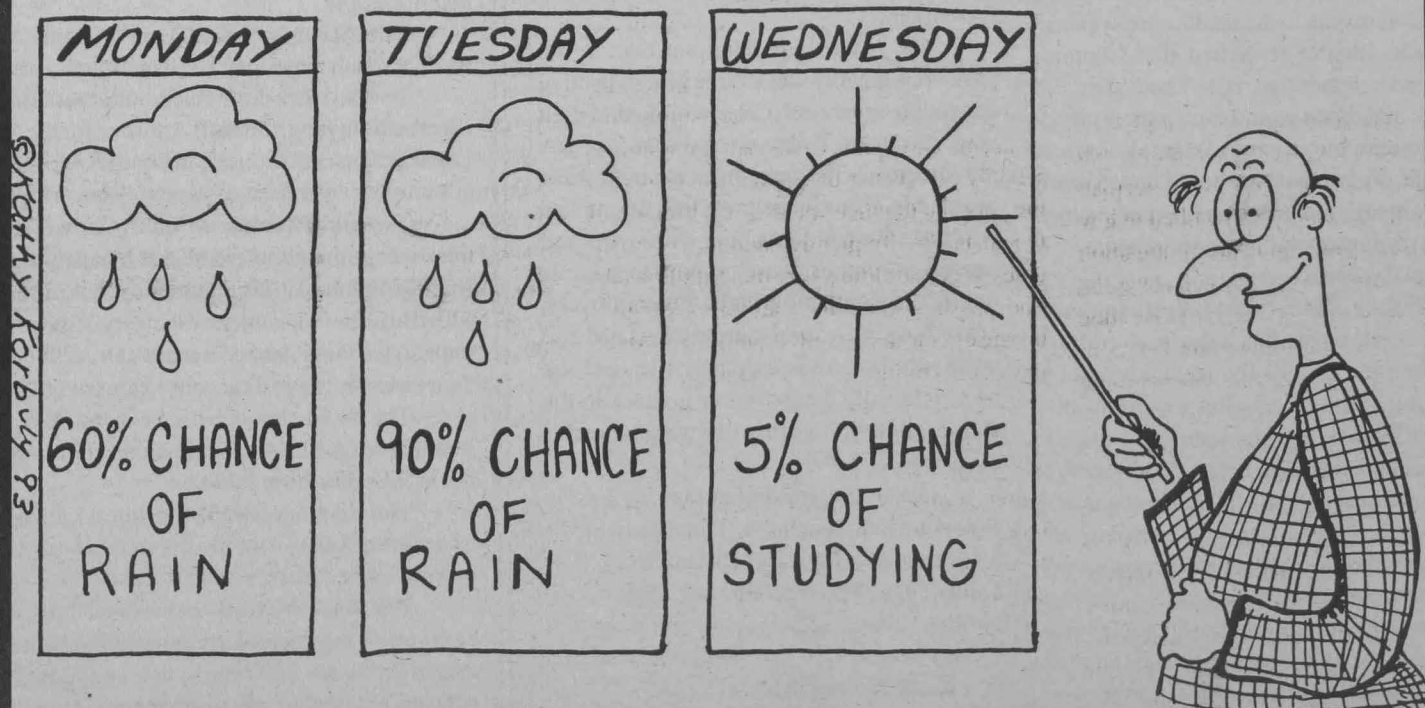 MONDAY
60% CHANCE
OF
RAIN
TUESDAY
90% CHANCE
OF
RAIN
WEDNESDAY
5% CHANCE
OF
STUDYING
©KATHY Korbuly 93